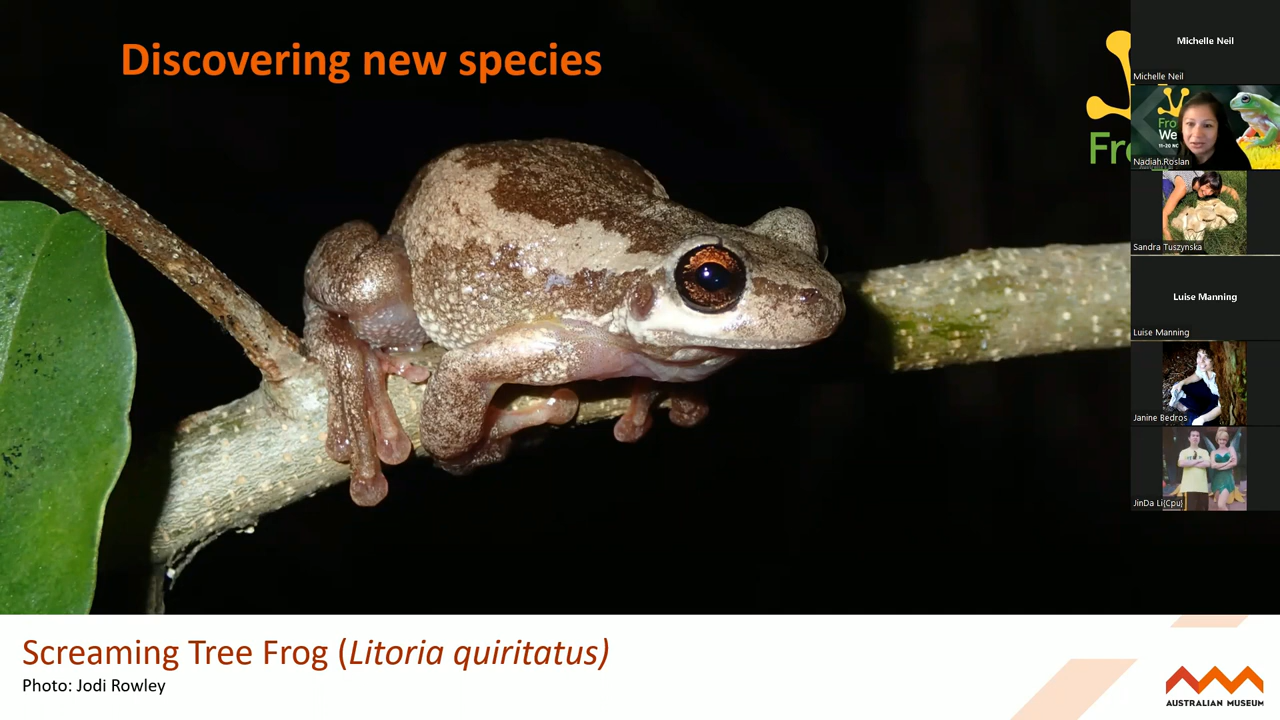 Discovering new species
Michelle Neil
Michelle Neil
Nadiah.Roslan
Sandra Tuszynska
Luise Manning
Luise Manning
Janine Bedros
JinDa Li(Cpu)
Screaming Tree Frog (Litoria quiritatus)
Photo: Jodi Rowley
AUSTRALIAN MUSEUM